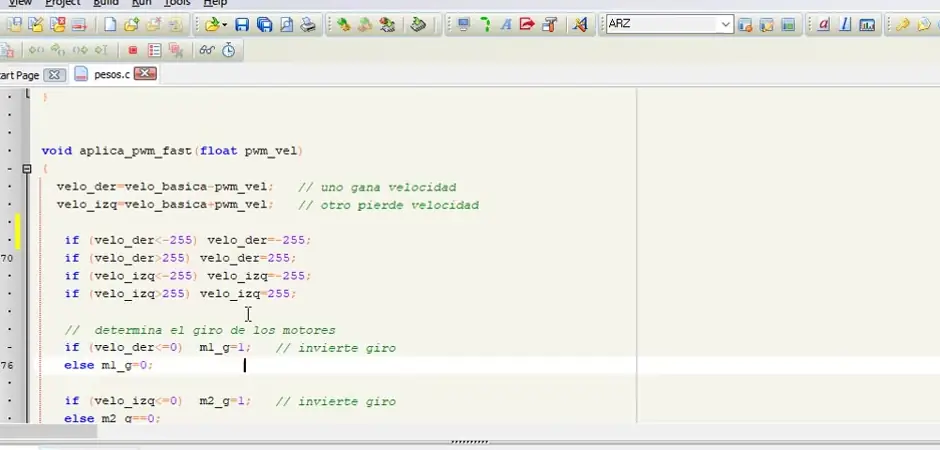 View Project Build Run Tools Help
ARZ
art Page pesos.c
}
void aplica_pwm_fast(float pwm_vel)
{
velo_der=velo_basica-pwm_vel; // uno gana velocidad
velo_izq=velo_basica+pwm_vel; // otro pierde velocidad
if (velo_der<-255) velo_der=-255;
70 if (velo_der>255) velo_der=255;
if (velo_izq<-255) velo_izq=-255;
if (velo_izq>255) velo_izq=255;
// determina el giro de los motores
if (velo_der<=0) m1_g=1; // invierte giro
76 else m1_g=0;
if (velo_izq<=0) m2_g=1; // invierte giro
else m2_g==0;